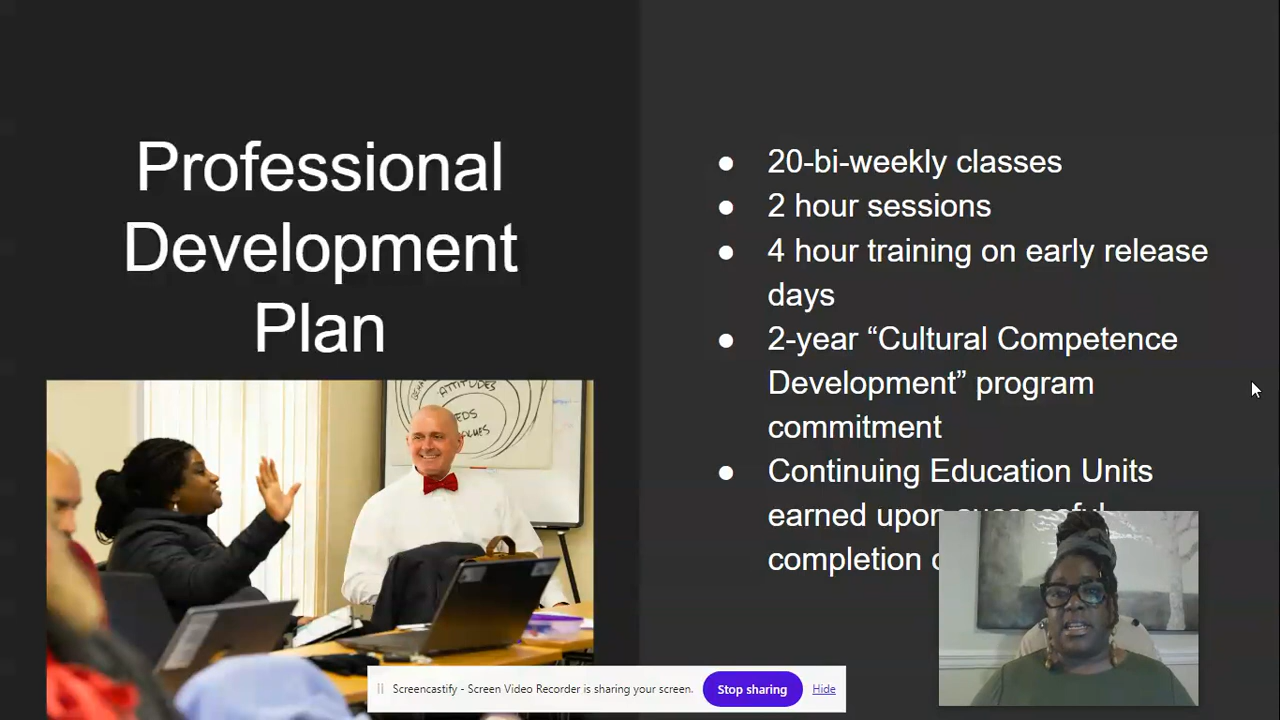 Professional
Development
Plan
● 20-bi-weekly classes
● 2 hour sessions
● 4 hour training on early release
days
● 2-year “Cultural Competence
Development” program
commitment
● Continuing Education Units
earned upon successful
completion
ATTITUDES
Screencastify - Screen Video Recorder is sharing your screen.
Stop sharing
Hide